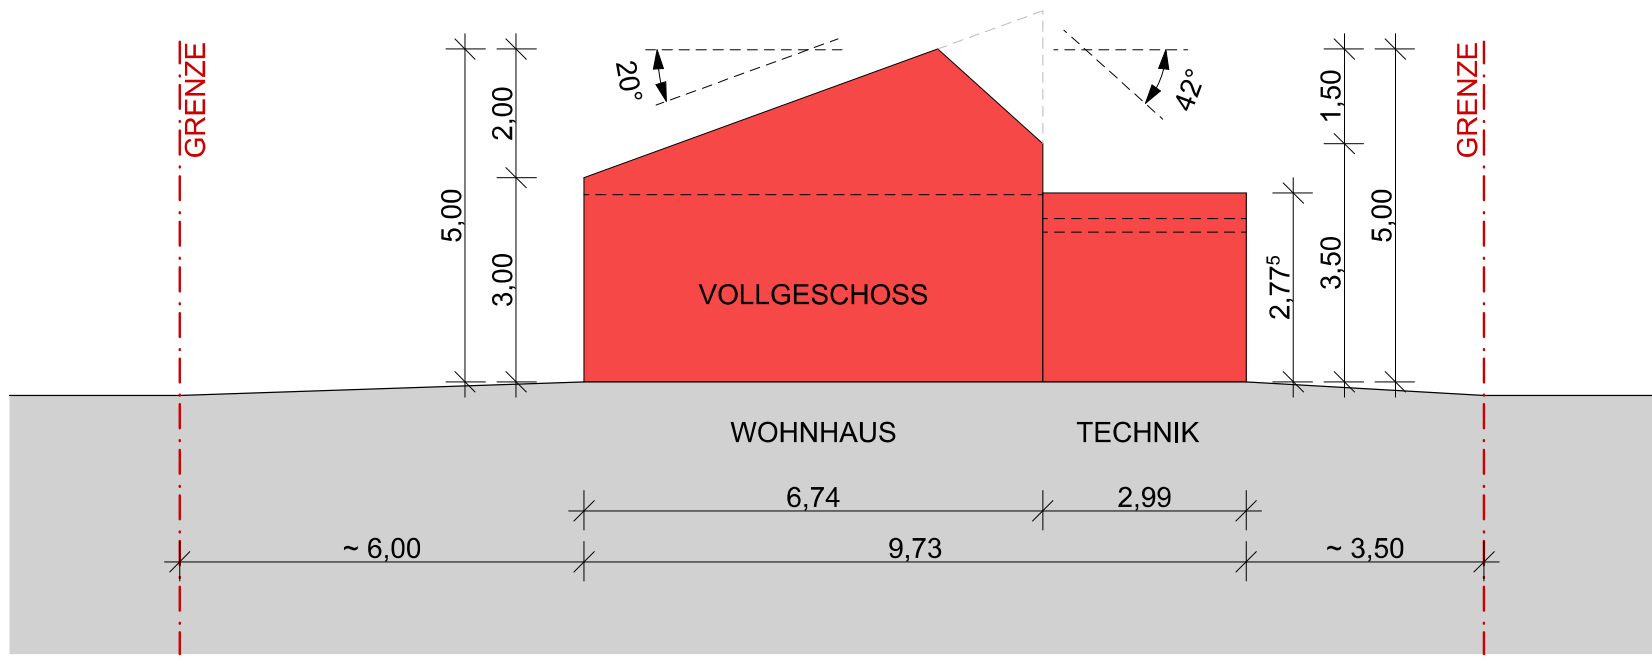 GRENZE
5,00
2,00
3,00
20°
42°
1,50
3,50
5,00
2,77⁵
GRENZE
VOLLGESCHOSS
WOHNHAUS
TECHNIK
6,74
2,99
~ 6,00
9,73
~ 3,50